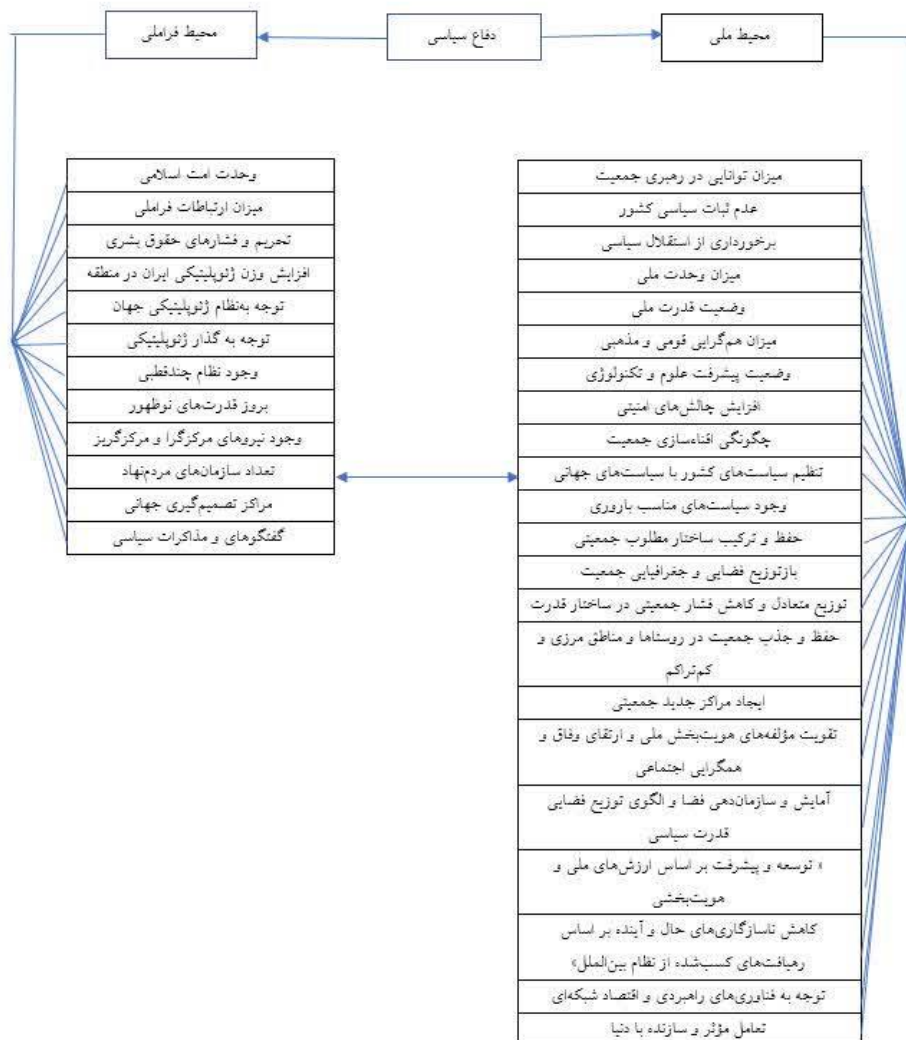 محیط ملی
دفاع سیاسی
محیط فراملی
میزان توانایی در رهبری جمعیت
عدم ثبات سیاسی کشور
برخورداری از استقلال سیاسی
میزان وحدت ملی
وضعیت قدرت ملی
میزان هم‌گرایی قومی و مذهبی
وضعیت پیشرفت علوم و تکنولوژی
افزایش چالش‌های امنیتی
چگونگی اقناءسازی جمعیت
تنظیم سیاست‌های کشور با سیاست‌های جهانی
وجود سیاست‌های مناسب باروری
حفظ و ترکیب ساختار مطلوب جمعیتی
بازتوزیع فضایی و جغرافیایی جمعیت
توزیع متعادل و کاهش فشار جمعیتی در ساختار قدرت
حفظ و جذب جمعیت در روستاها و مناطق مرزی و
کم‌تراکم
ایجاد مراکز جدید جمعیتی
تقویت مؤلفه‌های هویت‌بخش ملی و ارتقای وفاق و
همگرایی اجتماعی
آمایش و سازمان‌دهی فضا و الگوی توزیع فضایی
قدرت سیاسی
« توسعه و پیشرفت بر اساس ارزش‌های ملی و
هویت‌بخشی
کاهش ناسازگاری‌های حال و آینده بر اساس
رهیافت‌های کسب‌شده از نظام بین‌الملل»
توجه به فناوری‌های راهبردی و اقتصاد شبکه‌ای
تعامل مؤثر و سازنده با دنیا
وحدت امت اسلامی
میزان ارتباطات فراملی
تحریم و فشارهای حقوق بشری
افزایش وزن ژئوپلیتیکی ایران در منطقه
توجه به‌نظام ژئوپلیتیکی جهان
توجه به گذار ژئوپلیتیکی
وجود نظام چندقطبی
بروز قدرت‌های نوظهور
وجود نیروهای مرکزگرا و مرکزگریز
تعداد سازمان‌های مردم‌نهاد
مراکز تصمیم‌گیری جهانی
گفتگوهای و مذاکرات سیاسی